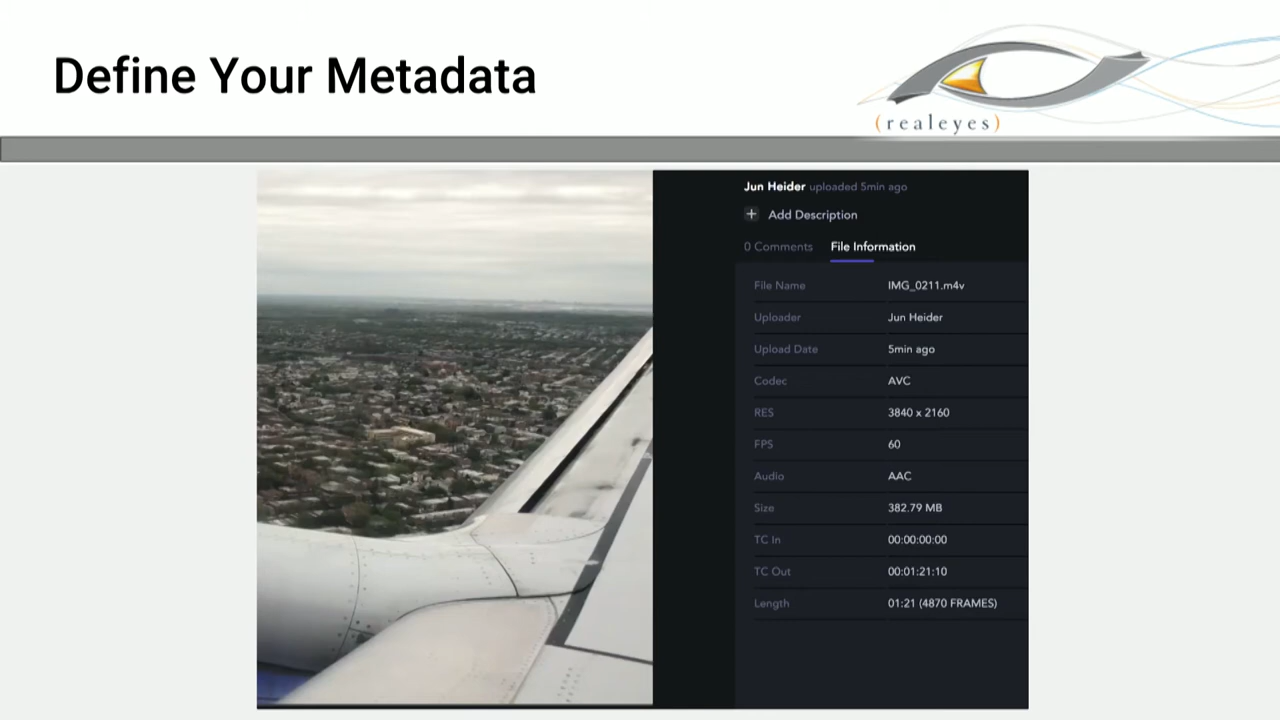 Define Your Metadata
(realeyes)
Jun Heider uploaded 5min ago
+ Add Description
0 Comments File Information
File Name IMG_0211.m4v
Uploader Jun Heider
Upload Date 5min ago
Codec AVC
RES 3840 x 2160
FPS 60
Audio AAC
Size 382.79 MB
TC In 00:00:00:00
TC Out 00:01:21:10
Length 01:21 (4870 FRAMES)